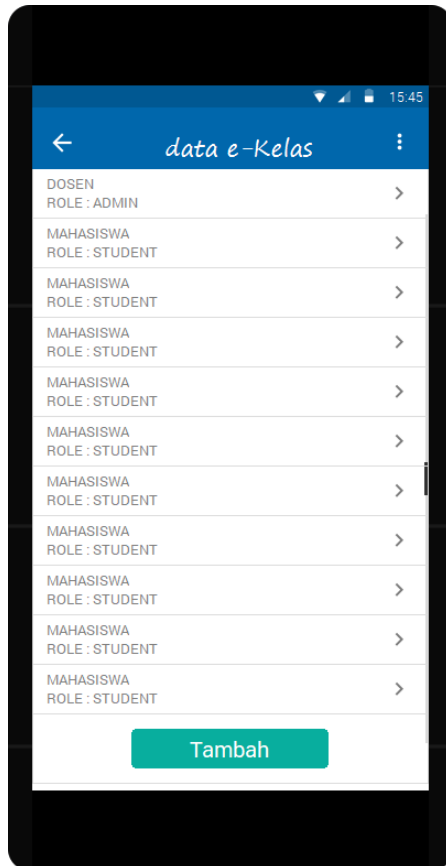 15:45
data e-Kelas
DOSEN
ROLE : ADMIN
MAHASISWA
ROLE : STUDENT
MAHASISWA
ROLE : STUDENT
MAHASISWA
ROLE : STUDENT
MAHASISWA
ROLE : STUDENT
MAHASISWA
ROLE : STUDENT
MAHASISWA
ROLE : STUDENT
MAHASISWA
ROLE : STUDENT
MAHASISWA
ROLE : STUDENT
MAHASISWA
ROLE : STUDENT
MAHASISWA
ROLE : STUDENT
Tambah